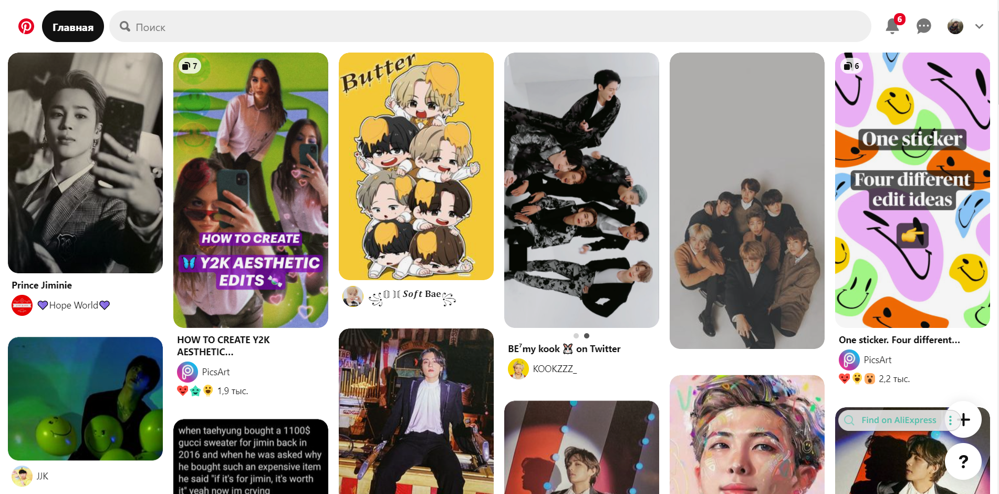 Главная
Поиск
6
Prince Jiminie
💜Hope World💜
JJK
7
HOW TO CREATE
🦋 Y2K AESTHETIC
EDITS 🍬
HOW TO CREATE Y2K
AESTHETIC...
PicsArt
1,9 тыс.
when taehyung bought a 1100$
gucci sweater for jimin back in
2016 and when he was asked why
he bought such an expensive item
he said "if it's for jimin, it's worth
it" yeah now im crying
Butter
𝑺𝒐𝒇𝒕 Bae
BE⁷my kook 🐰 on Twitter
KOOKZZZ_
6
One sticker
Four different
edit ideas
👉
One sticker. Four different...
PicsArt
2,2 тыс.
Find on AliExpress
+
?